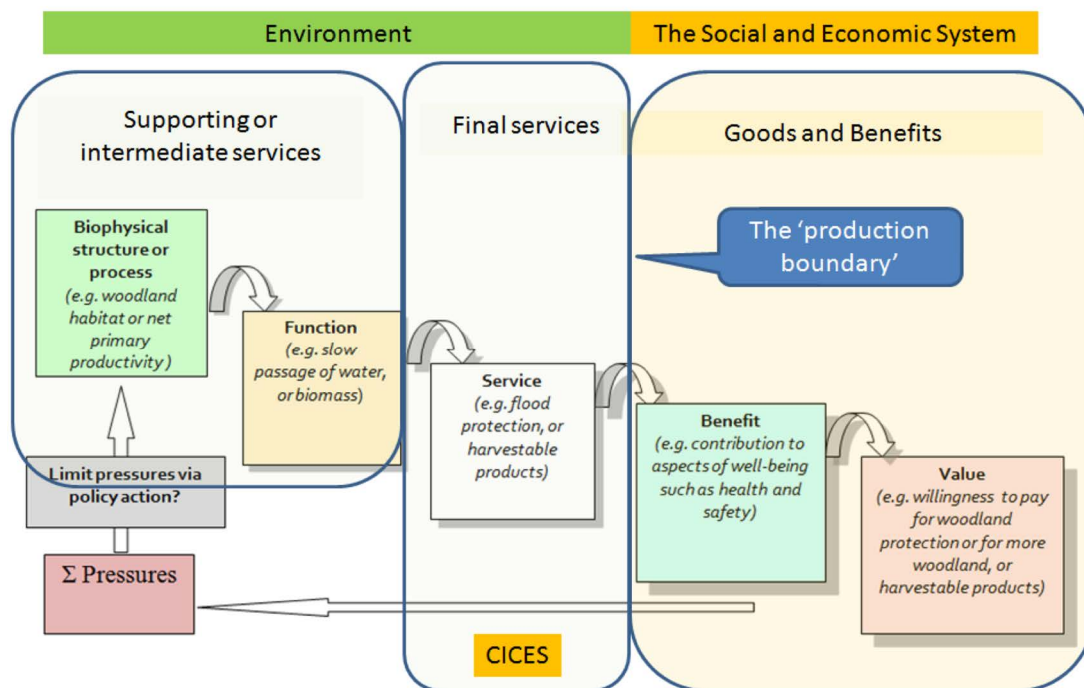 Environment
The Social and Economic System
Supporting or
intermediate services
Final services
Goods and Benefits
The ‘production
boundary’
Biophysical
structure or
process
(e.g. woodland
habitat or net
primary
productivity )
Function
(e.g. slow
passage of water,
or biomass)
Service
(e.g. flood
protection, or
harvestable
products)
Benefit
(e.g. contribution to
aspects of well-being
such as health and
safety)
Value
(e.g. willingness to pay
for woodland
protection or for more
woodland, or
harvestable products)
Limit pressures via
policy action?
Σ Pressures
CICES